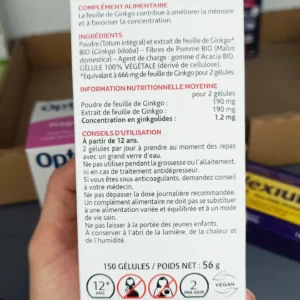 COMPLÉMENT ALIMENTAIRE
La feuille de Ginkgo contribue à améliorer la mémoire
et à favoriser la concentration.
INGRÉDIENTS
Poudre (Totum intégral) et extrait de feuille de Ginkgo*
BIO (Ginkgo biloba) – Fibres de Pomme BIO (Malus
domestica) – Agent de charge : gomme d'Acacia BIO.
GÉLULE 100% VÉGÉTALE (dérivé de cellulose).
*Équivalent à 666 mg de feuille de Ginkgo pour 2 gélules.
INFORMATION NUTRITIONNELLE MOYENNE
pour 2 gélules
Poudre de feuille de Ginkgo : 190 mg
Extrait de feuille de Ginkgo : 190 mg
Concentration en ginkgolides : 1.2 mg
CONSEILS D'UTILISATION
À partir de 12 ans.
2 gélules par jour à prendre au moment des repas
avec un grand verre d'eau.
Ne pas utiliser pendant la grossesse ou l'allaitement,
ni en cas de traitement antidépresseur.
Si vous êtes sous anticoagulants, demandez conseil
à votre médecin.
Ne pas dépasser la dose journalière recommandée.
Un complément alimentaire ne doit pas se substituer à
une alimentation variée et équilibrée et à un mode
de vie sain.
Ne pas laisser à la portée des jeunes enfants.
À conserver à l'abri de la lumière, de la chaleur et
de l'humidité.
150 GÉLULES / POIDS NET : 56 g
12+
ANS
2
PAR
JOUR
VEGAN
Opt
Opt
EXIU